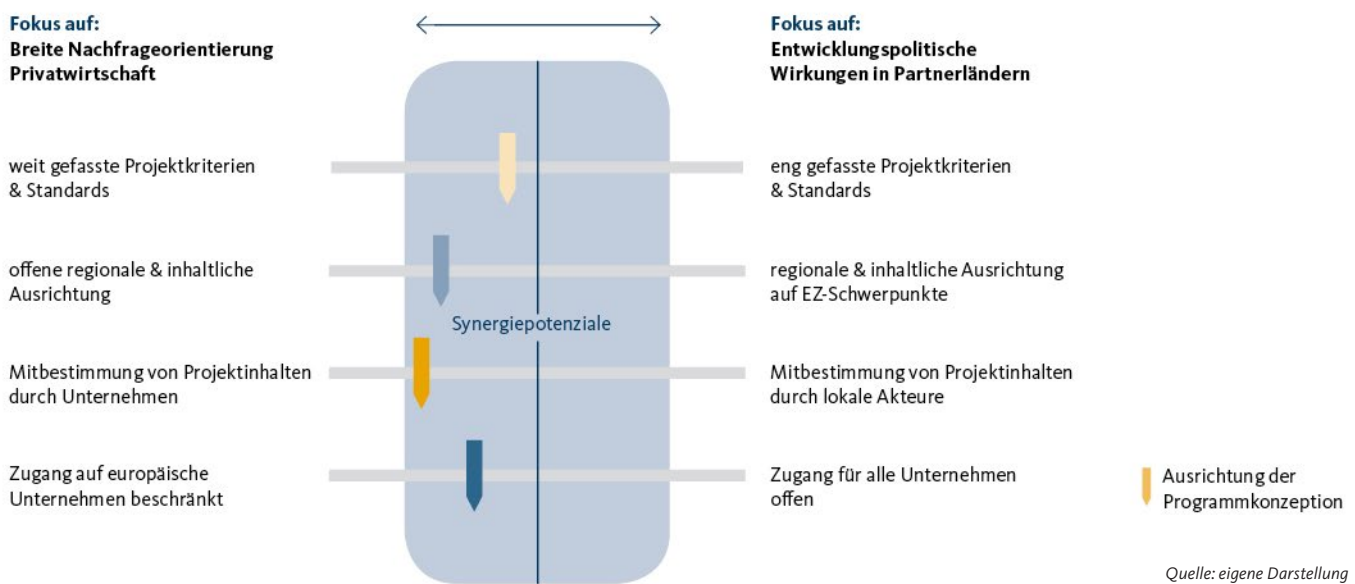 Fokus auf:
Breite Nachfrageorientierung
Privatwirtschaft
Fokus auf:
Entwicklungspolitische
Wirkungen in Partnerländern
weit gefasste Projektkriterien
& Standards
eng gefasste Projektkriterien
& Standards
offene regionale & inhaltliche
Ausrichtung
regionale & inhaltliche Ausrichtung
auf EZ-Schwerpunkte
Synergiepotenziale
Mitbestimmung von Projektinhalten
durch Unternehmen
Mitbestimmung von Projektinhalten
durch lokale Akteure
Zugang auf europäische
Unternehmen beschränkt
Zugang für alle Unternehmen
offen
Ausrichtung der
Programmkonzeption
Quelle: eigene Darstellung